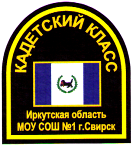 КАДЕТСКИЙ КЛАСС
Иркутская область
МОУ СОШ №1 г.Свирск